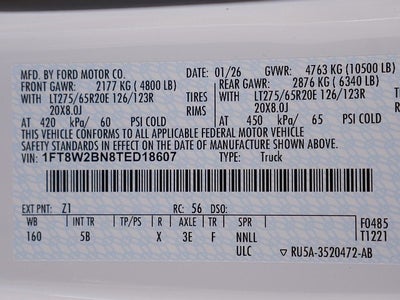 MFD. BY FORD MOTOR CO. 01/26 GVWR: 4763 KG (10500 LB)
FRONT GAWR: 2177 KG ( 4800 LB) REAR GAWR: 2876 KG ( 6340 LB)
WITH LT275/65R20E 126/123R TIRES WITH LT275/65R20E 126/123R
20X8.0J RIMS 20X8.0J
AT 420 kPa/ 60 PSI COLD AT 450 kPa/ 65 PSI COLD
THIS VEHICLE CONFORMS TO ALL APPLICABLE FEDERAL MOTOR VEHICLE
SAFETY STANDARDS IN EFFECT ON THE DATE OF MANUFACTURE SHOWN ABOVE.
VIN: 1FT8W2BN8TED18607 TYPE: Truck
EXT PNT: Z1 RC: 56 DSO:
WB INT TR TP/PS R AXLE TR SPR F0485
160 5B X 3E F NNLL T1221
ULC RU5A-3520472-AB